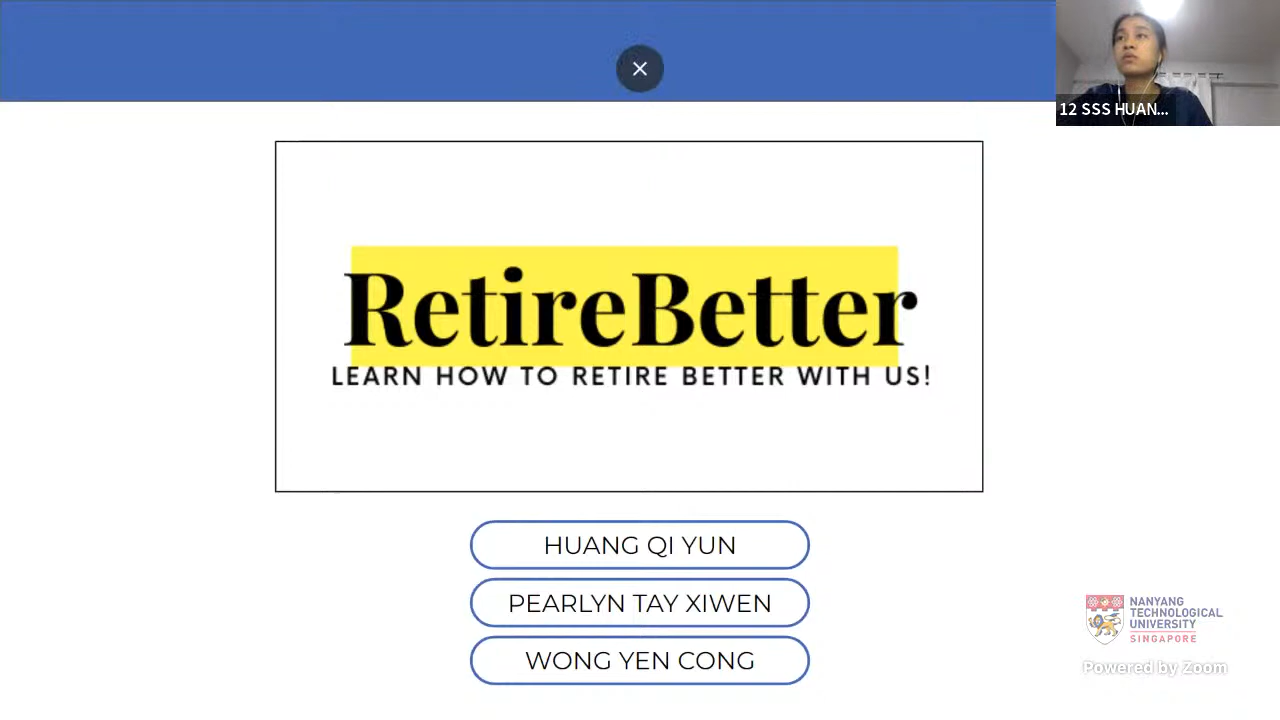 12 SSS HUAN...
RetireBetter
LEARN HOW TO RETIRE BETTER WITH US!
HUANG QI YUN
PEARLYN TAY XIWEN
WONG YEN CONG
NANYANG
TECHNOLOGICAL
UNIVERSITY
SINGAPORE
Powered by Zoom